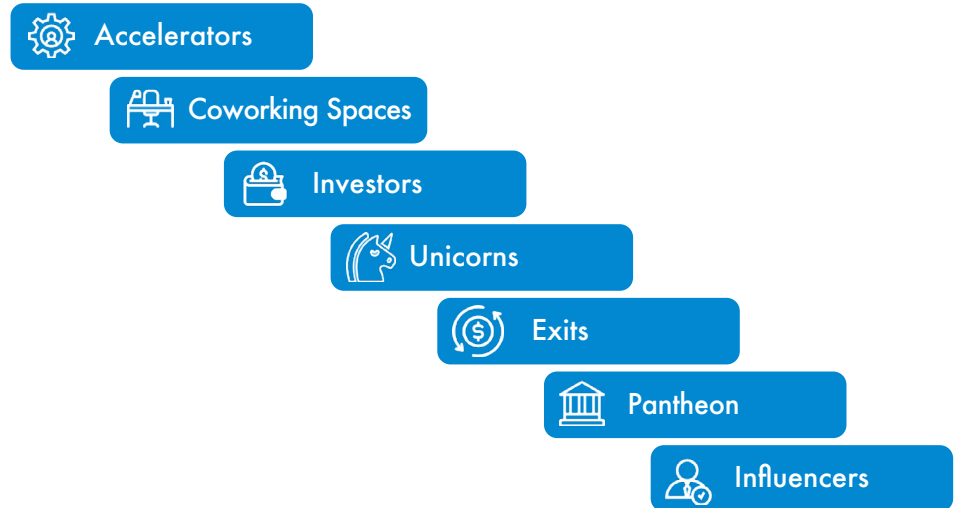 Accelerators
Coworking Spaces
Investors
Unicorns
Exits
Pantheon
Influencers